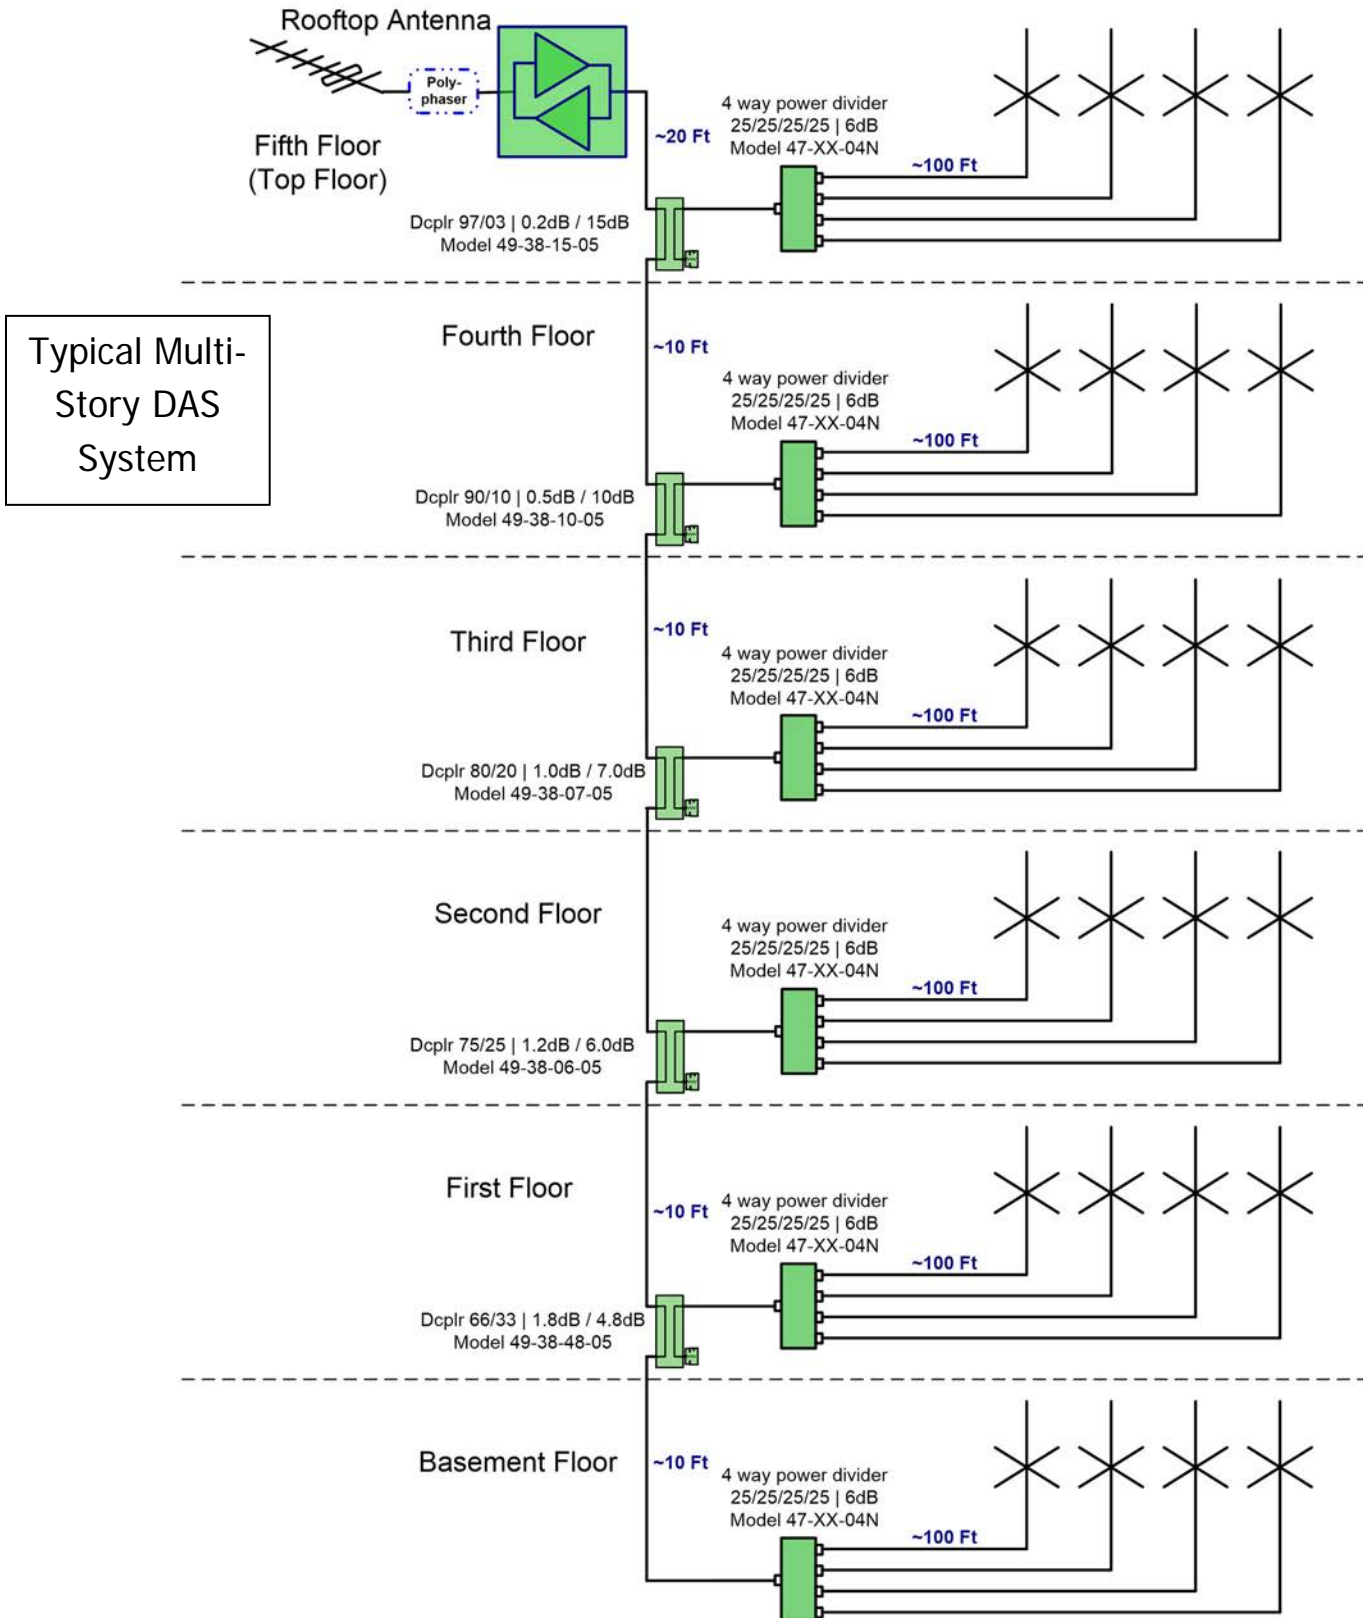 Rooftop Antenna
Poly-
phaser
Fifth Floor
(Top Floor)
~20 Ft
4 way power divider
25/25/25/25 | 6dB
Model 47-XX-04N
~100 Ft
Dcplr 97/03 | 0.2dB / 15dB
Model 49-38-15-05
Typical Multi-
Story DAS
System
Fourth Floor
~10 Ft
4 way power divider
25/25/25/25 | 6dB
Model 47-XX-04N
~100 Ft
Dcplr 90/10 | 0.5dB / 10dB
Model 49-38-10-05
Third Floor
~10 Ft
4 way power divider
25/25/25/25 | 6dB
Model 47-XX-04N
~100 Ft
Dcplr 80/20 | 1.0dB / 7.0dB
Model 49-38-07-05
Second Floor
4 way power divider
25/25/25/25 | 6dB
Model 47-XX-04N
~100 Ft
Dcplr 75/25 | 1.2dB / 6.0dB
Model 49-38-06-05
First Floor
~10 Ft
4 way power divider
25/25/25/25 | 6dB
Model 47-XX-04N
~100 Ft
Dcplr 66/33 | 1.8dB / 4.8dB
Model 49-38-48-05
Basement Floor
~10 Ft
4 way power divider
25/25/25/25 | 6dB
Model 47-XX-04N
~100 Ft